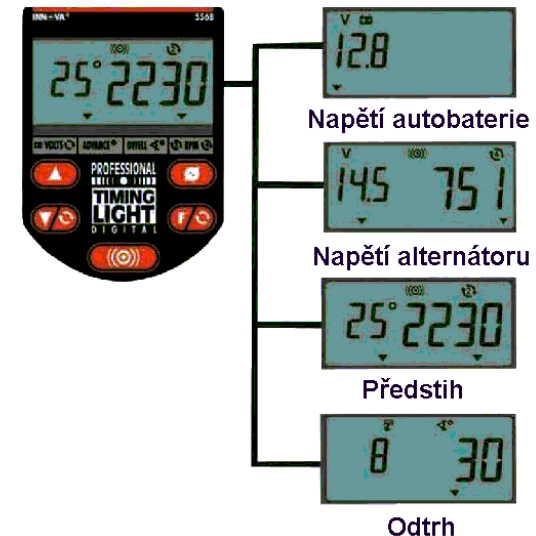 INN-VA® 5568
25° 2230
VOLTS ADVANCE° DWELL ∢° RPM
PROFESSIONAL
TIMING
LIGHT
DIGITAL
F
V
12.8
Napětí autobaterie
V
14.5 751
Napětí alternátoru
25° 2230
Předstih
8 30
Odtrh